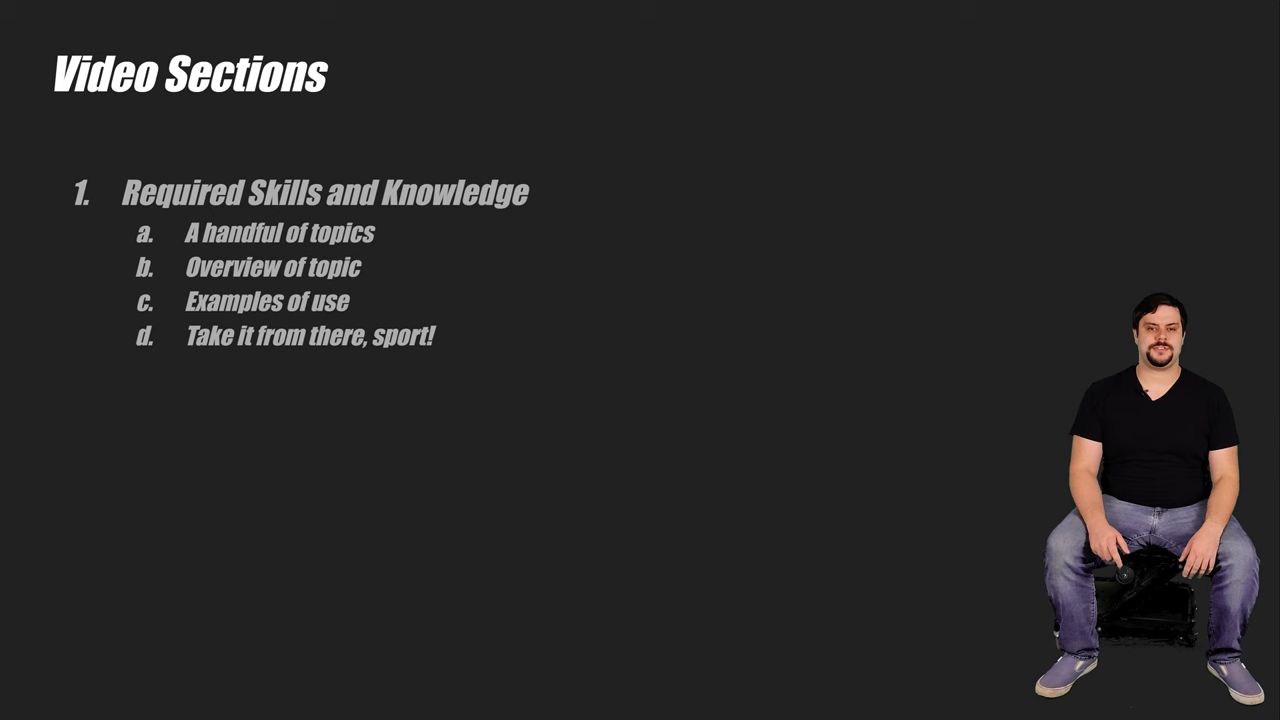 Video Sections
1. Required Skills and Knowledge
a. A handful of topics
b. Overview of topic
c. Examples of use
d. Take it from there, sport!